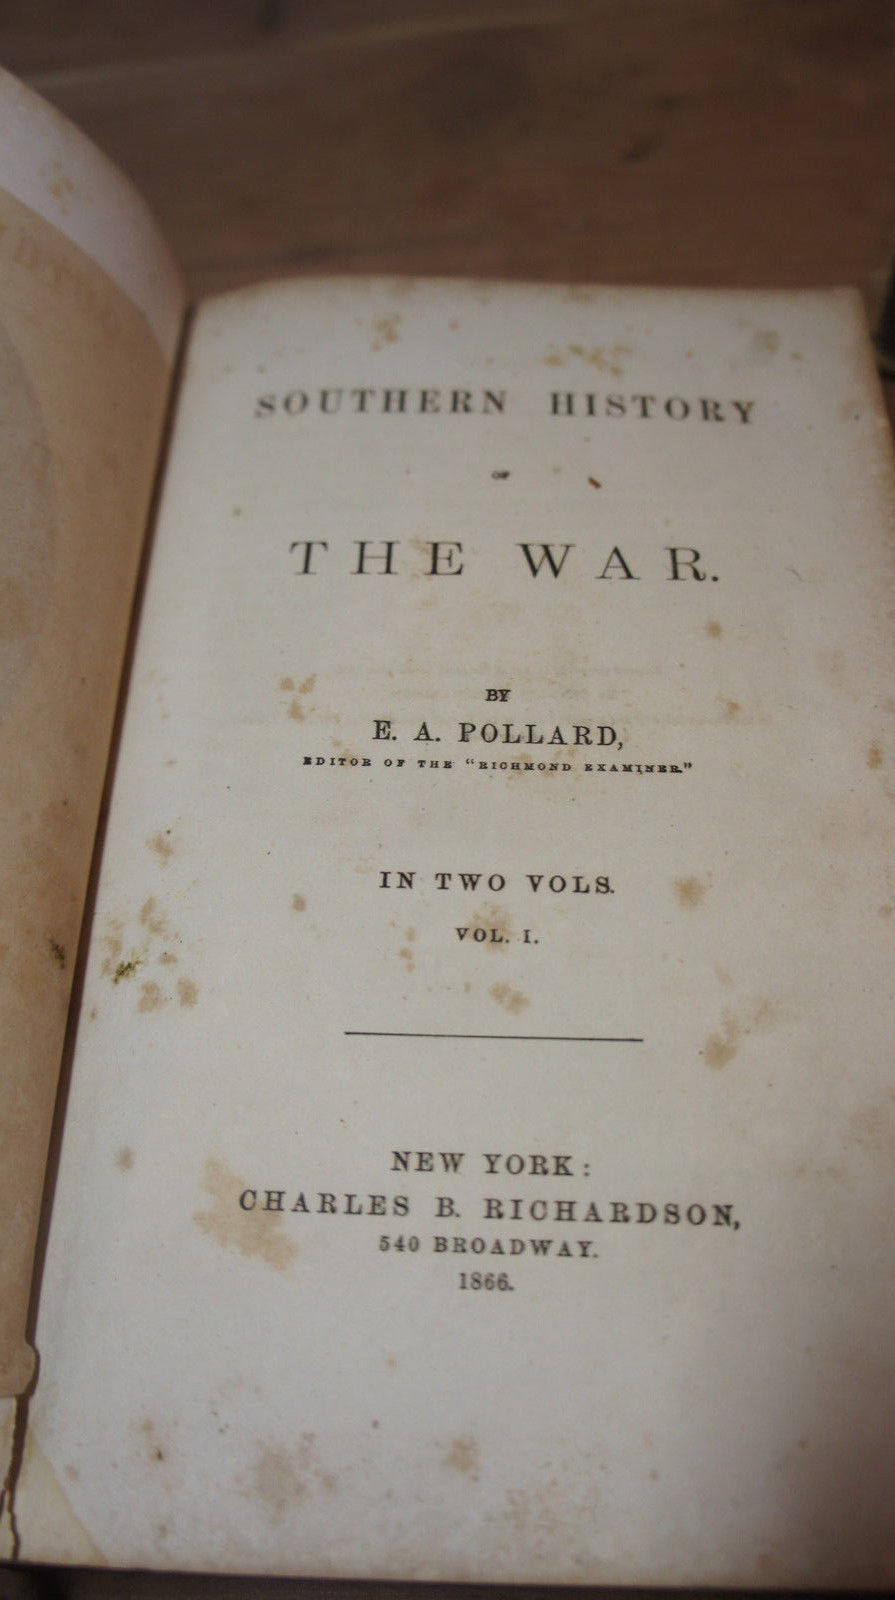 SOUTHERN HISTORY
OF
THE WAR.
BY
E. A. POLLARD,
EDITOR OF THE "RICHMOND EXAMINER."
IN TWO VOLS.
VOL. I.
NEW YORK:
CHARLES B. RICHARDSON,
540 BROADWAY.
1866.